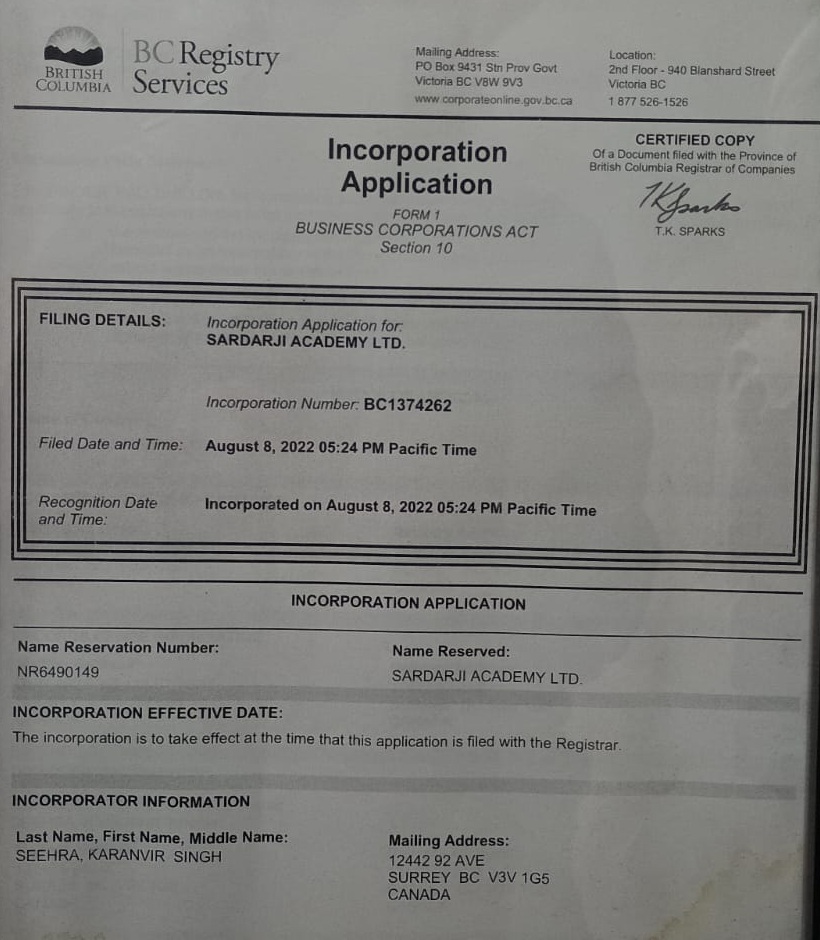 BRITISH
COLUMBIA
BC Registry
Services
Mailing Address:
PO Box 9431 Stn Prov Govt
Victoria BC V8W 9V3
www.corporateonline.gov.bc.ca
Location:
2nd Floor - 940 Blanshard Street
Victoria BC
1 877 526-1526
Incorporation
Application
FORM 1
BUSINESS CORPORATIONS ACT
Section 10
CERTIFIED COPY
Of a Document filed with the Province of
British Columbia Registrar of Companies
TKSparks
T.K. SPARKS
FILING DETAILS:
Incorporation Application for:
SARDARJI ACADEMY LTD.
Incorporation Number: BC1374262
Filed Date and Time: August 8, 2022 05:24 PM Pacific Time
Recognition Date
and Time:
Incorporated on August 8, 2022 05:24 PM Pacific Time
INCORPORATION APPLICATION
Name Reservation Number:
NR6490149
Name Reserved:
SARDARJI ACADEMY LTD.
INCORPORATION EFFECTIVE DATE:
The incorporation is to take effect at the time that this application is filed with the Registrar.
INCORPORATOR INFORMATION
Last Name, First Name, Middle Name:
SEEHRA, KARANVIR SINGH
Mailing Address:
12442 92 AVE
SURREY BC V3V 1G5
CANADA